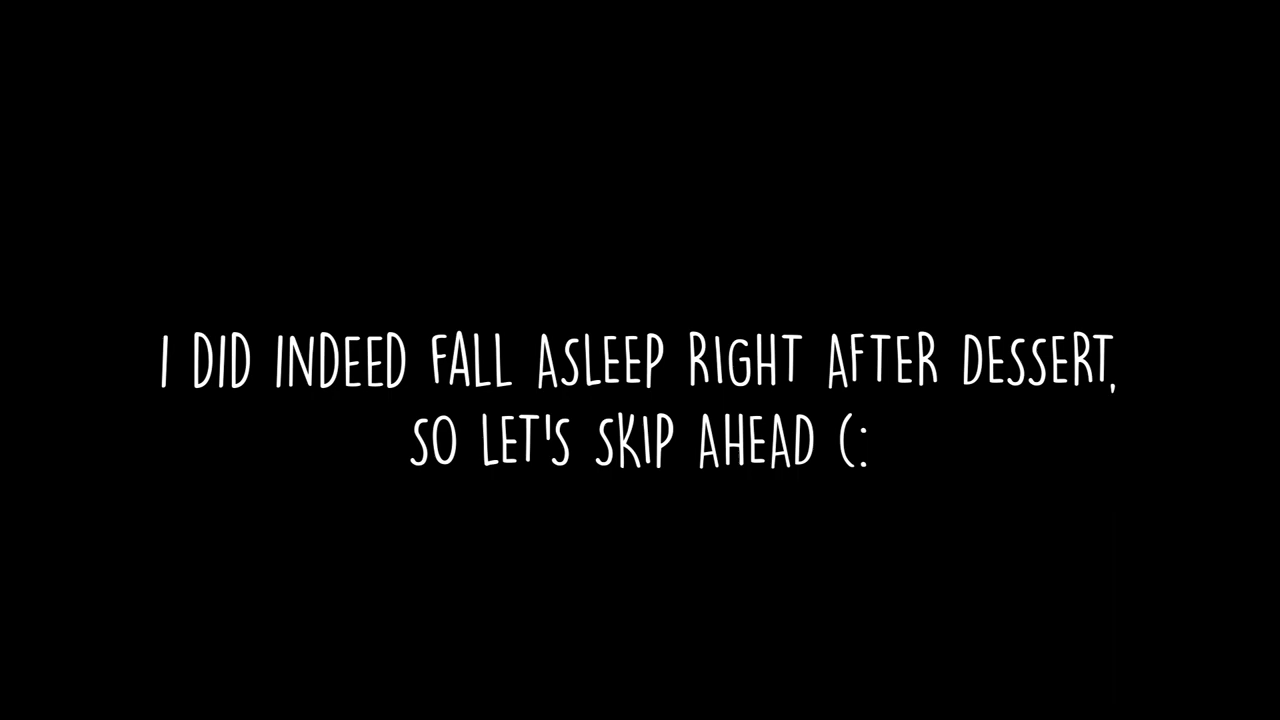 I DID INDEED FALL ASLEEP RIGHT AFTER DESSERT,
SO LET'S SKIP AHEAD (: